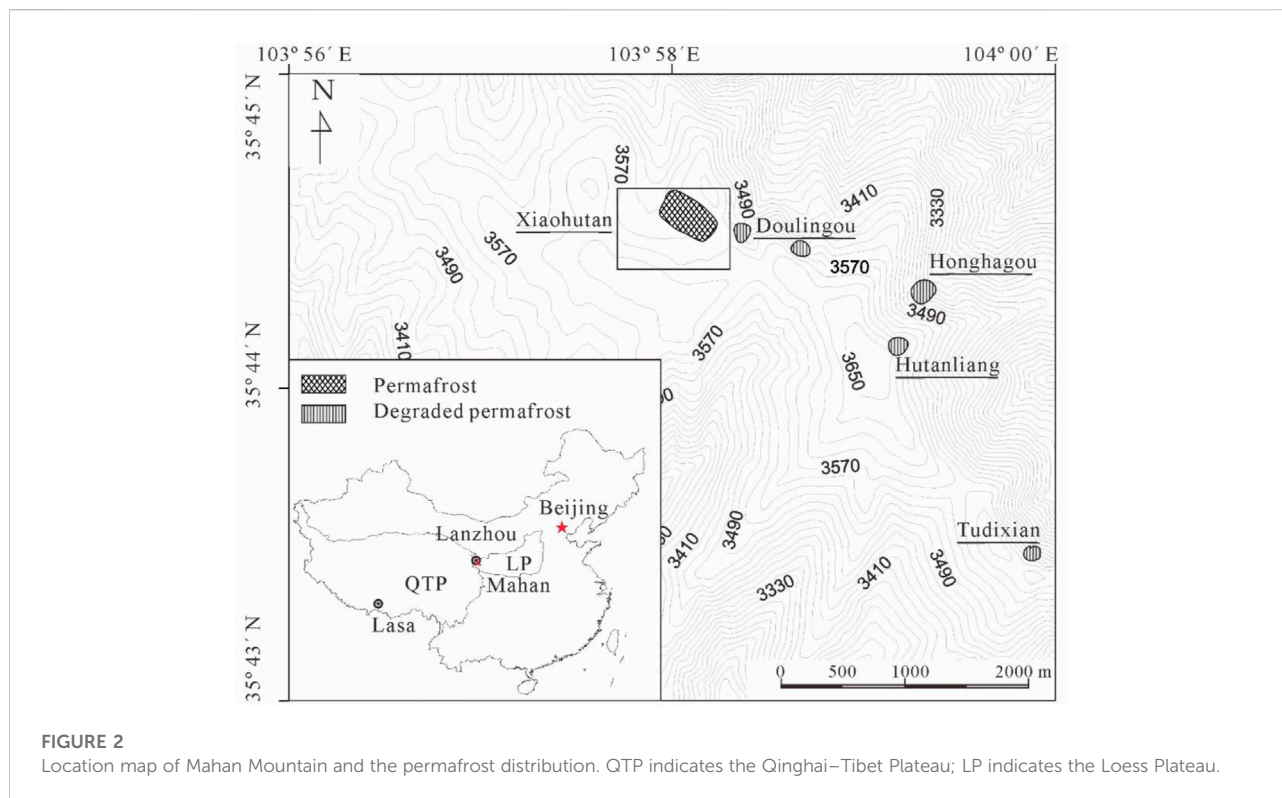 103° 56′ E
103° 58′ E
104° 00′ E
N
35° 45′ N
3570
3490
3410
3330
Xiaohutan
Doulingou
3570
3490
3570
Honghagou
3490
3410
3570
35° 44′ N
Hutanliang
3650
Permafrost
Degraded permafrost
3570
Beijing
Lanzhou
LP
QTP
Mahan
Lasa
3490
3410
Tudixian
3490
3410
3330
35° 43′ N
0 500 1000 2000 m
FIGURE 2
Location map of Mahan Mountain and the permafrost distribution. QTP indicates the Qinghai–Tibet Plateau; LP indicates the Loess Plateau.